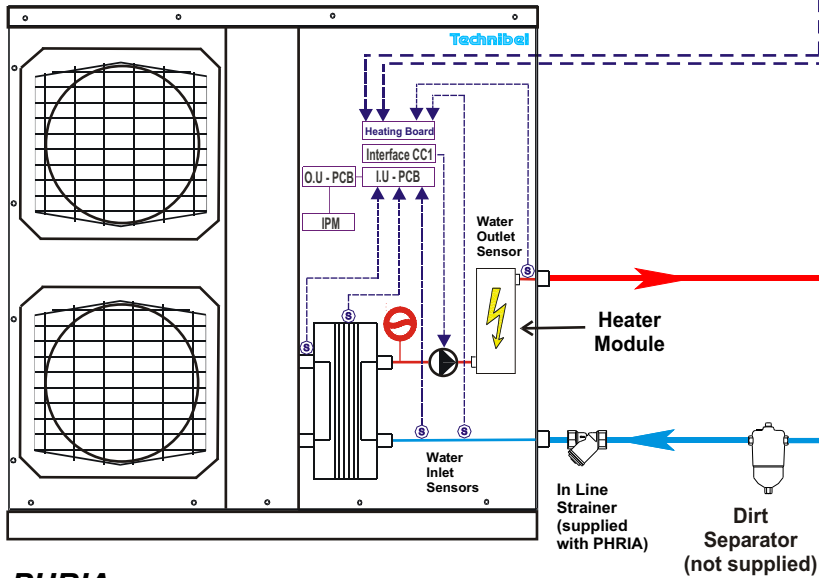 Technibel
Heating Board
Interface CC1
O.U - PCB
I.U - PCB
IPM
Water
Outlet
Sensor
S
S
S
Heater
Module
S
S
Water
Inlet
Sensors
In Line
Strainer
(supplied
with PHRIA)
Dirt
Separator
(not supplied)
PHRIA